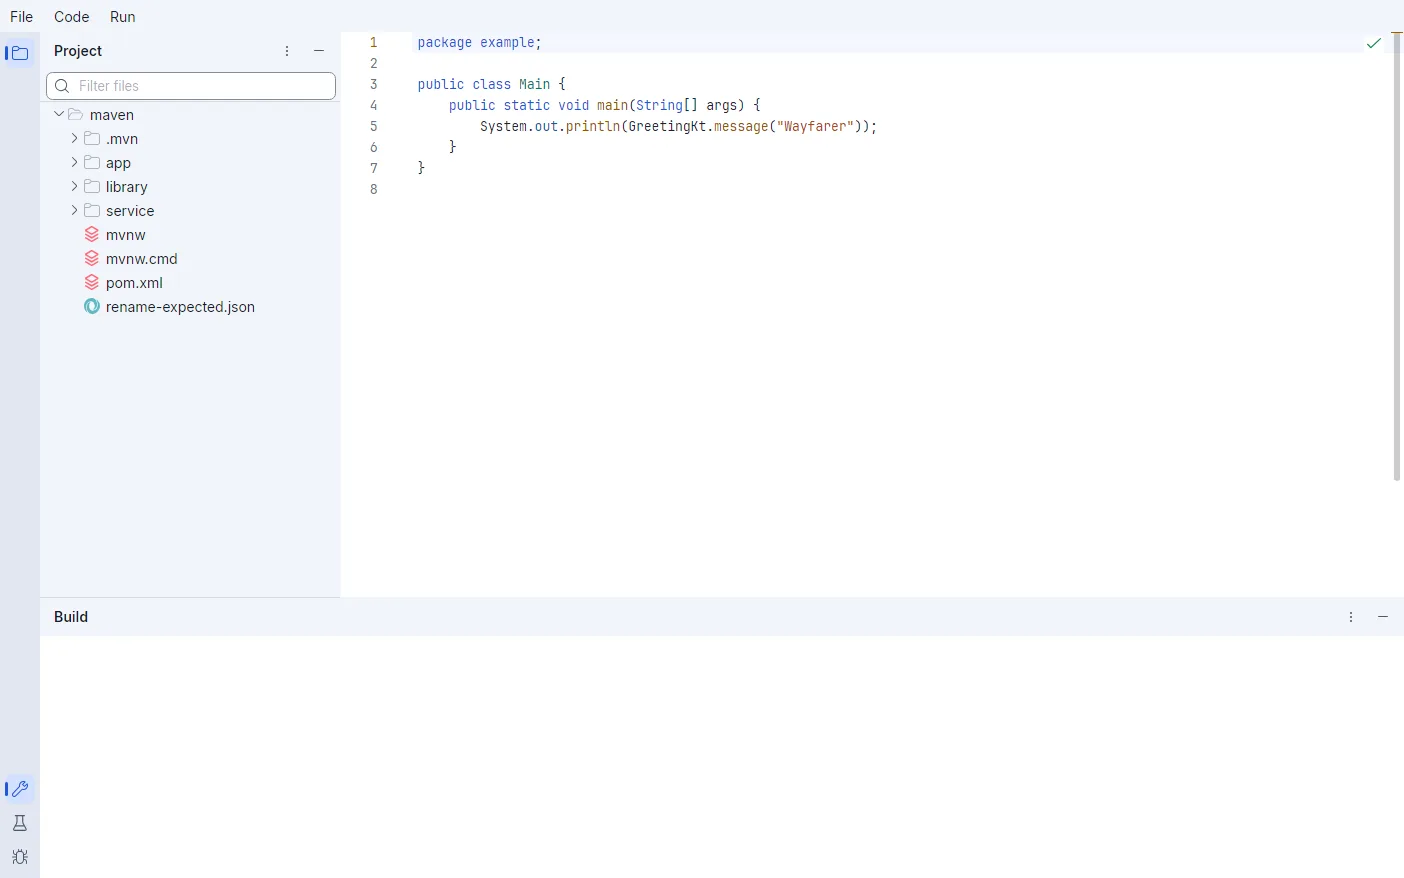 File Code Run
Project
Filter files
maven
.mvn
app
library
service
mvnw
mvnw.cmd
pom.xml
rename-expected.json
1 package example;
2
3 public class Main {
4 public static void main(String[] args) {
5 System.out.println(GreetingKt.message("Wayfarer"));
6 }
7 }
8
Build